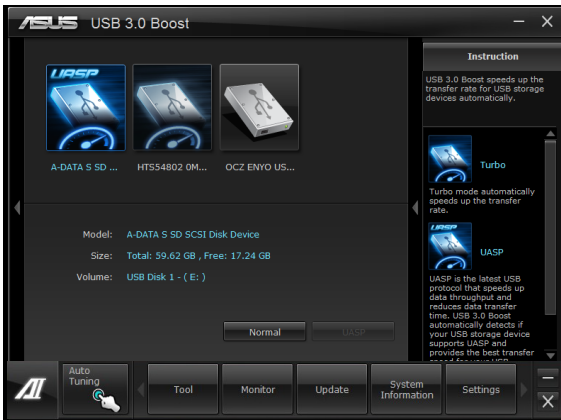 ASUS USB 3.0 Boost
UASP
A-DATA S SD ...
HTS54802 0M...
OCZ ENYO US...
Model: A-DATA S SD SCSI Disk Device
Size: Total: 59.62 GB , Free: 17.24 GB
Volume: USB Disk 1 - ( E: )
Normal
UASP
Instruction
USB 3.0 Boost speeds up the
transfer rate for USB storage
devices automatically.
Turbo
Turbo mode automatically
speeds up the transfer
rate.
UASP
UASP
UASP is the latest USB
protocol that speeds up
data throughput and
reduces data transfer
time. USB 3.0 Boost
automatically detects if
your USB storage device
supports UASP and
provides the best transfer
speed for your USB
AI
Auto
Tuning
Tool
Monitor
Update
System
Information
Settings